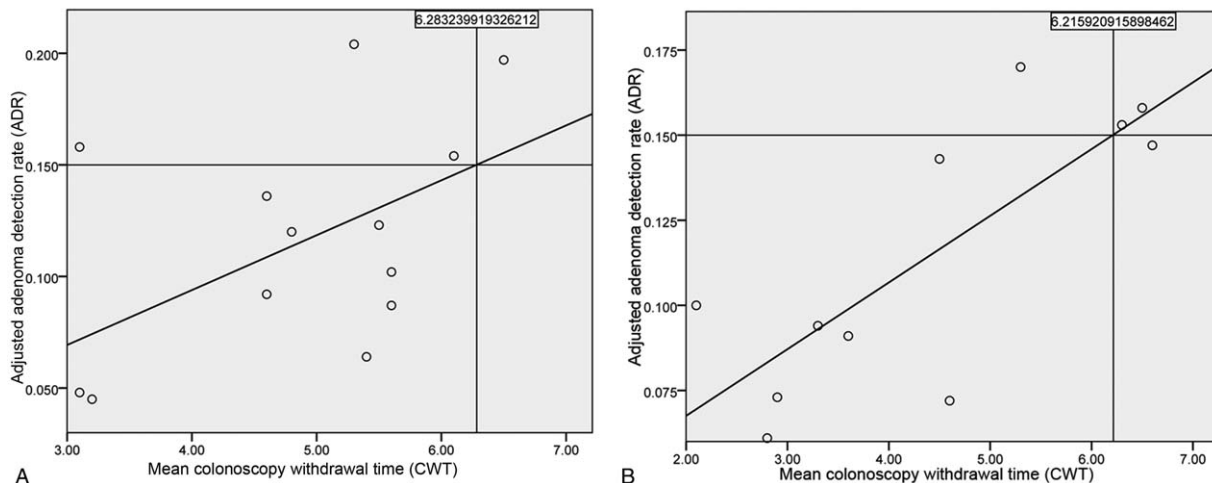 6.283239919326212
0.200
0.150
0.100
0.050
Adjusted adenoma detection rate (ADR)
3.00 4.00 5.00 6.00 7.00
Mean colonoscopy withdrawal time (CWT)
A
6.215920915898462
0.175
0.150
0.125
0.100
0.075
Adjusted adenoma detection rate (ADR)
2.00 3.00 4.00 5.00 6.00 7.00
Mean colonoscopy withdrawal time (CWT)
B